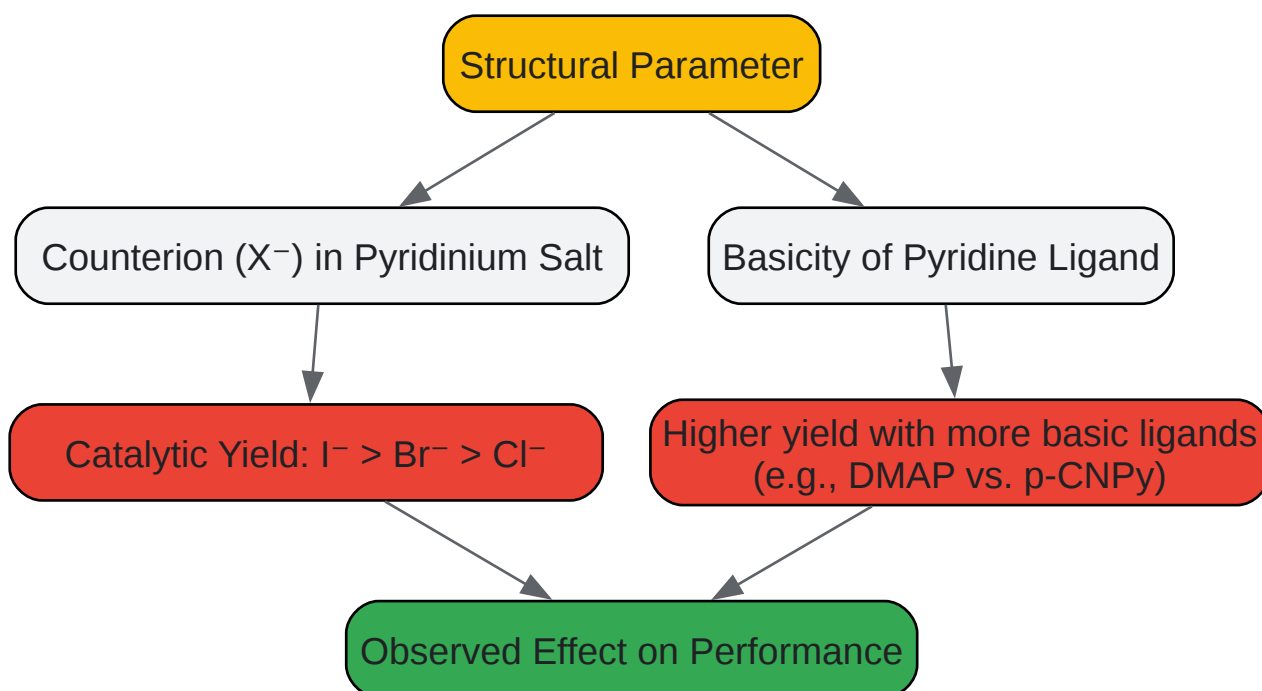 Structural Parameter
Counterion (X⁻) in Pyridinium Salt
Basicity of Pyridine Ligand
Catalytic Yield: I⁻ > Br⁻ > Cl⁻
Higher yield with more basic ligands
(e.g., DMAP vs. p-CNPy)
Observed Effect on Performance